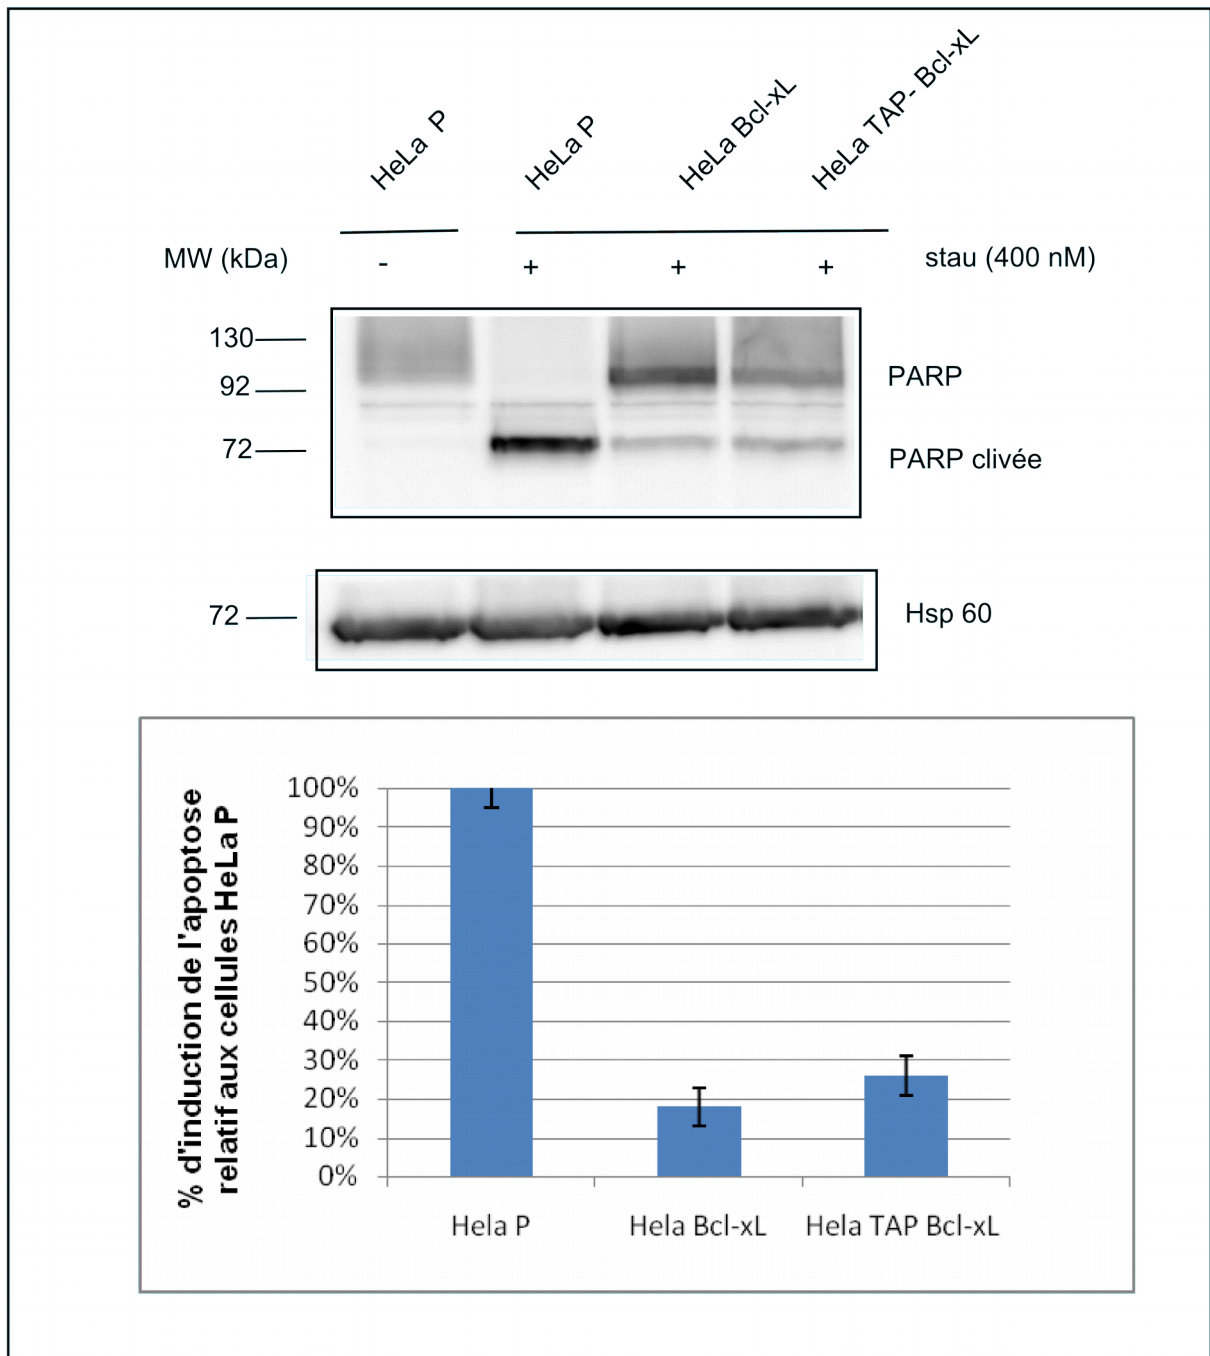 HeLa P
HeLa P
HeLa Bcl-xL
HeLa TAP- Bcl-xL
MW (kDa)
- + + +
stau (400 nM)
130
92
72
PARP
PARP clivée
72
Hsp 60
% d'induction de l'apoptose
relatif aux cellules HeLa P
100%
90%
80%
70%
60%
50%
40%
30%
20%
10%
0%
Hela P
Hela Bcl-xL
Hela TAP Bcl-xL